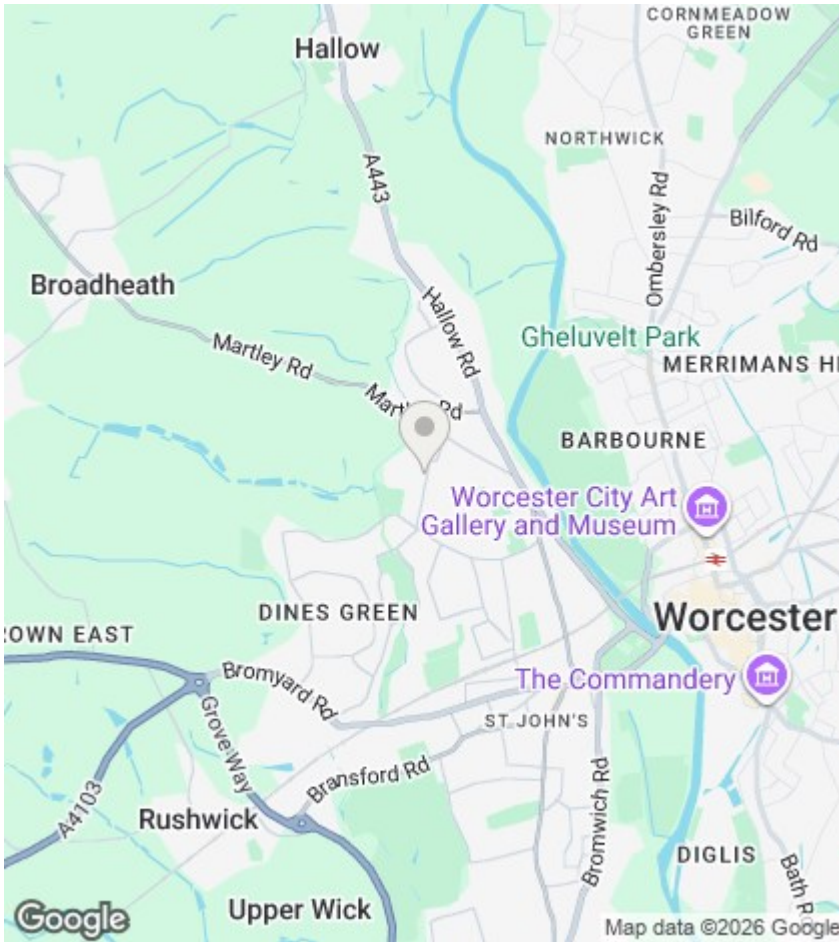 CORNMEADOW
GREEN
Hallow
NORTHWICK
A443
Ombersley Rd
Bilford Rd
Broadheath
Hallow Rd
Gheluvelt Park
Martley Rd
MERRIMANS HI
Rd
BARBOURNE
Worcester City Art
Gallery and Museum
DINES GREEN
Worcester
ROWN EAST
Bromyard Rd
The Commandery
Grove Way
ST JOHN'S
Bransford Rd
A4103
Rushwick
Bromwich Rd
DIGLIS
Bath Rd
Upper Wick
Google
Map data ©2026 Google